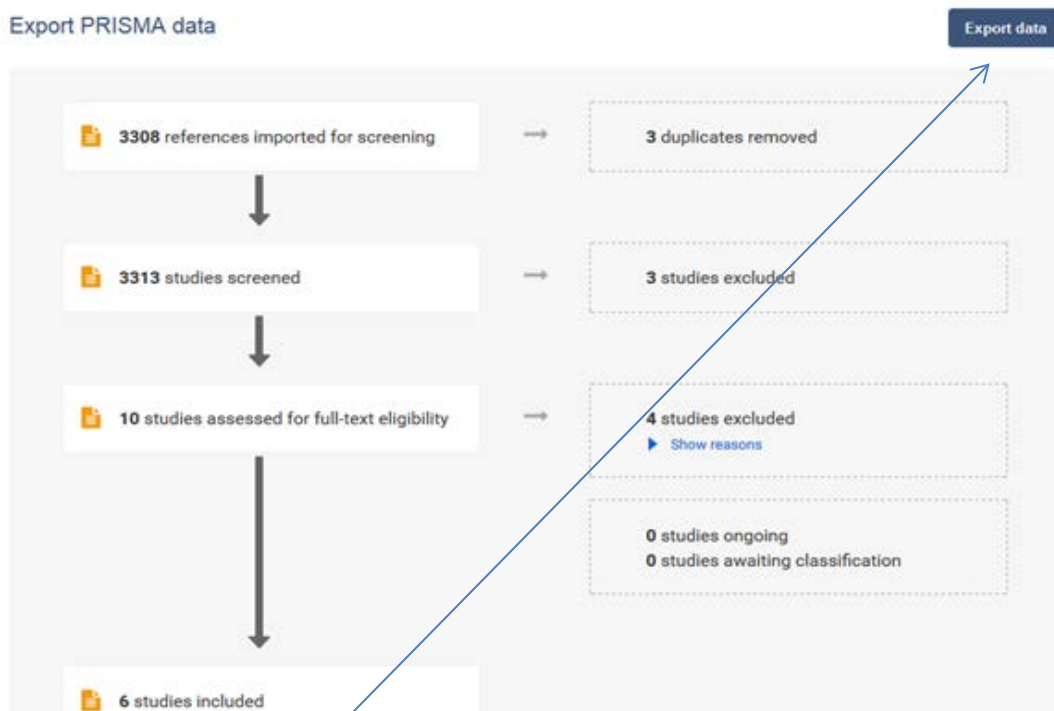 Export PRISMA data
Export data
3308 references imported for screening
3 duplicates removed
3313 studies screened
3 studies excluded
10 studies assessed for full-text eligibility
4 studies excluded
Show reasons
0 studies ongoing
0 studies awaiting classification
6 studies included